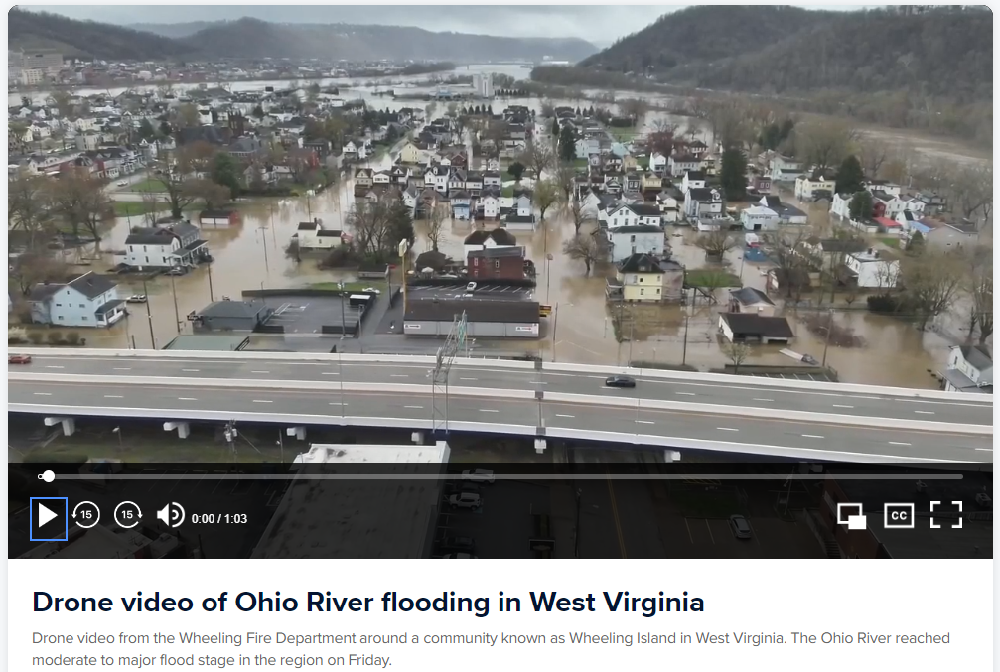 15
15
0:00 / 1:03
CC
Drone video of Ohio River flooding in West Virginia
Drone video from the Wheeling Fire Department around a community known as Wheeling Island in West Virginia. The Ohio River reached
moderate to major flood stage in the region on Friday.